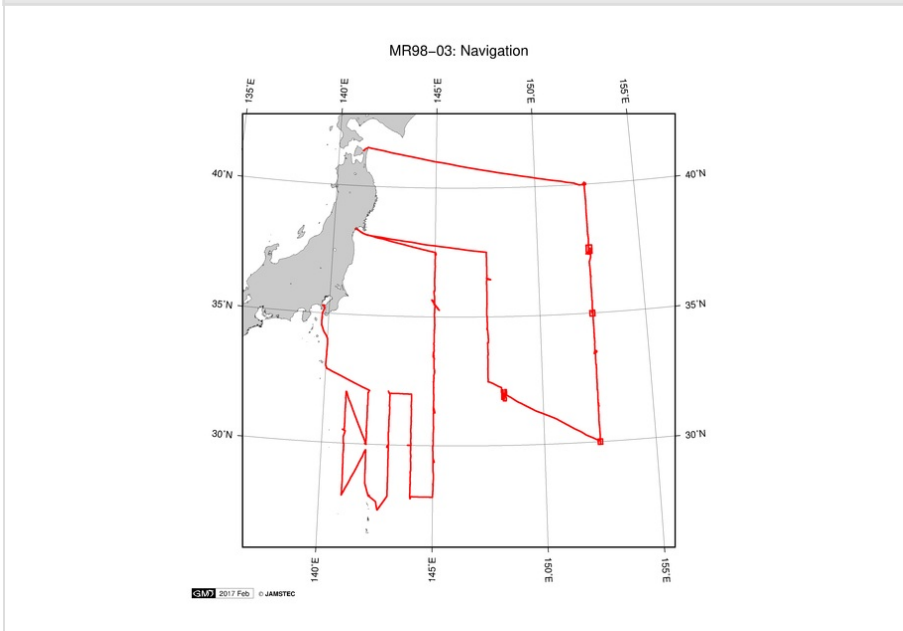 MR98−03: Navigation
135˚E 140˚E 145˚E 150˚E 155˚E
40˚N 40˚N
35˚N 35˚N
30˚N 30˚N
140˚E 145˚E 150˚E 155˚E
GMD 2017 Feb © JAMSTEC